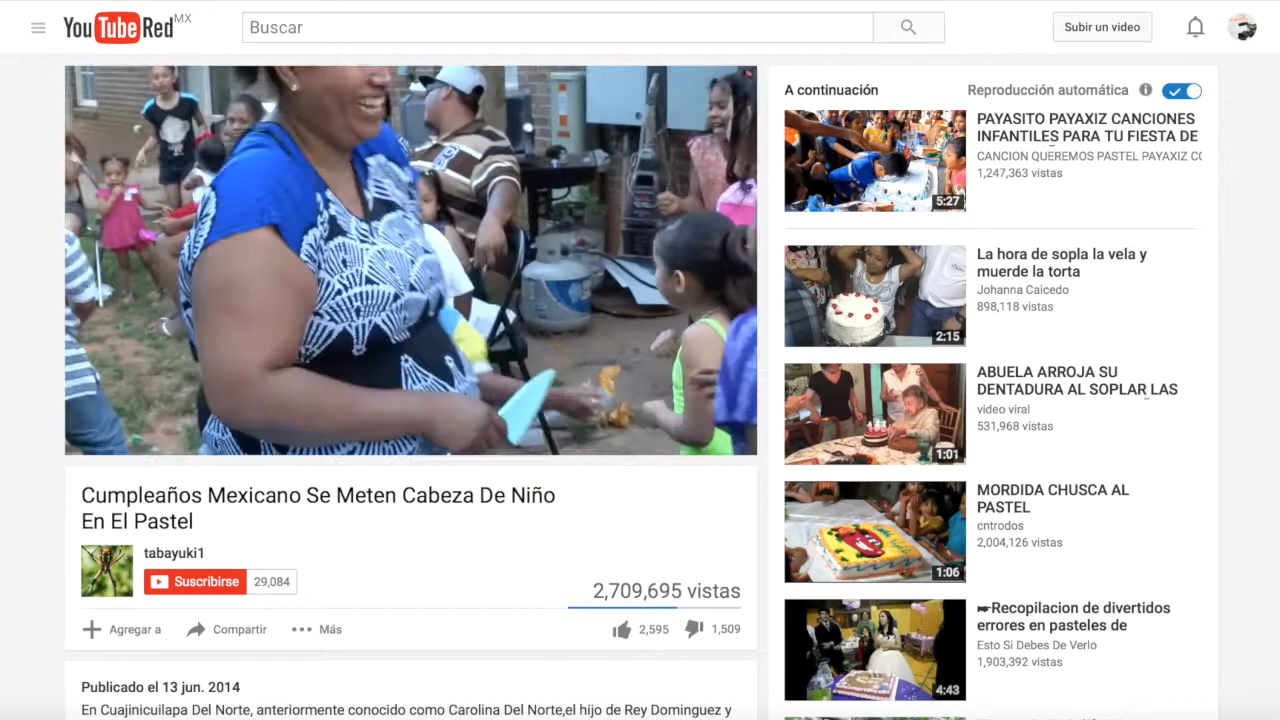 YouTube Red MX
Buscar
Subir un video
Cumpleaños Mexicano Se Meten Cabeza De Niño
En El Pastel
tabayuki1
Suscribirse 29,084
2,709,695 vistas
Agregar a Compartir Más 2,595 1,509
Publicado el 13 jun. 2014
En Cuajinicuilapa Del Norte, anteriormente conocido como Carolina Del Norte,el hijo de Rey Dominguez y
A continuación
Reproducción automática
PAYASITO PAYAXIZ CANCIONES
INFANTILES PARA TU FIESTA DE
CANCION QUEREMOS PASTEL PAYAXIZ CO
1,247,363 vistas
5:27
La hora de sopla la vela y
muerde la torta
Johanna Caicedo
898,118 vistas
2:15
ABUELA ARROJA SU
DENTADURA AL SOPLAR LAS
video viral
531,968 vistas
1:01
MORDIDA CHUSCA AL
PASTEL
cntrodos
2,004,126 vistas
1:06
☛Recopilacion de divertidos
errores en pasteles de
Esto Si Debes De Verlo
1,903,392 vistas
4:43